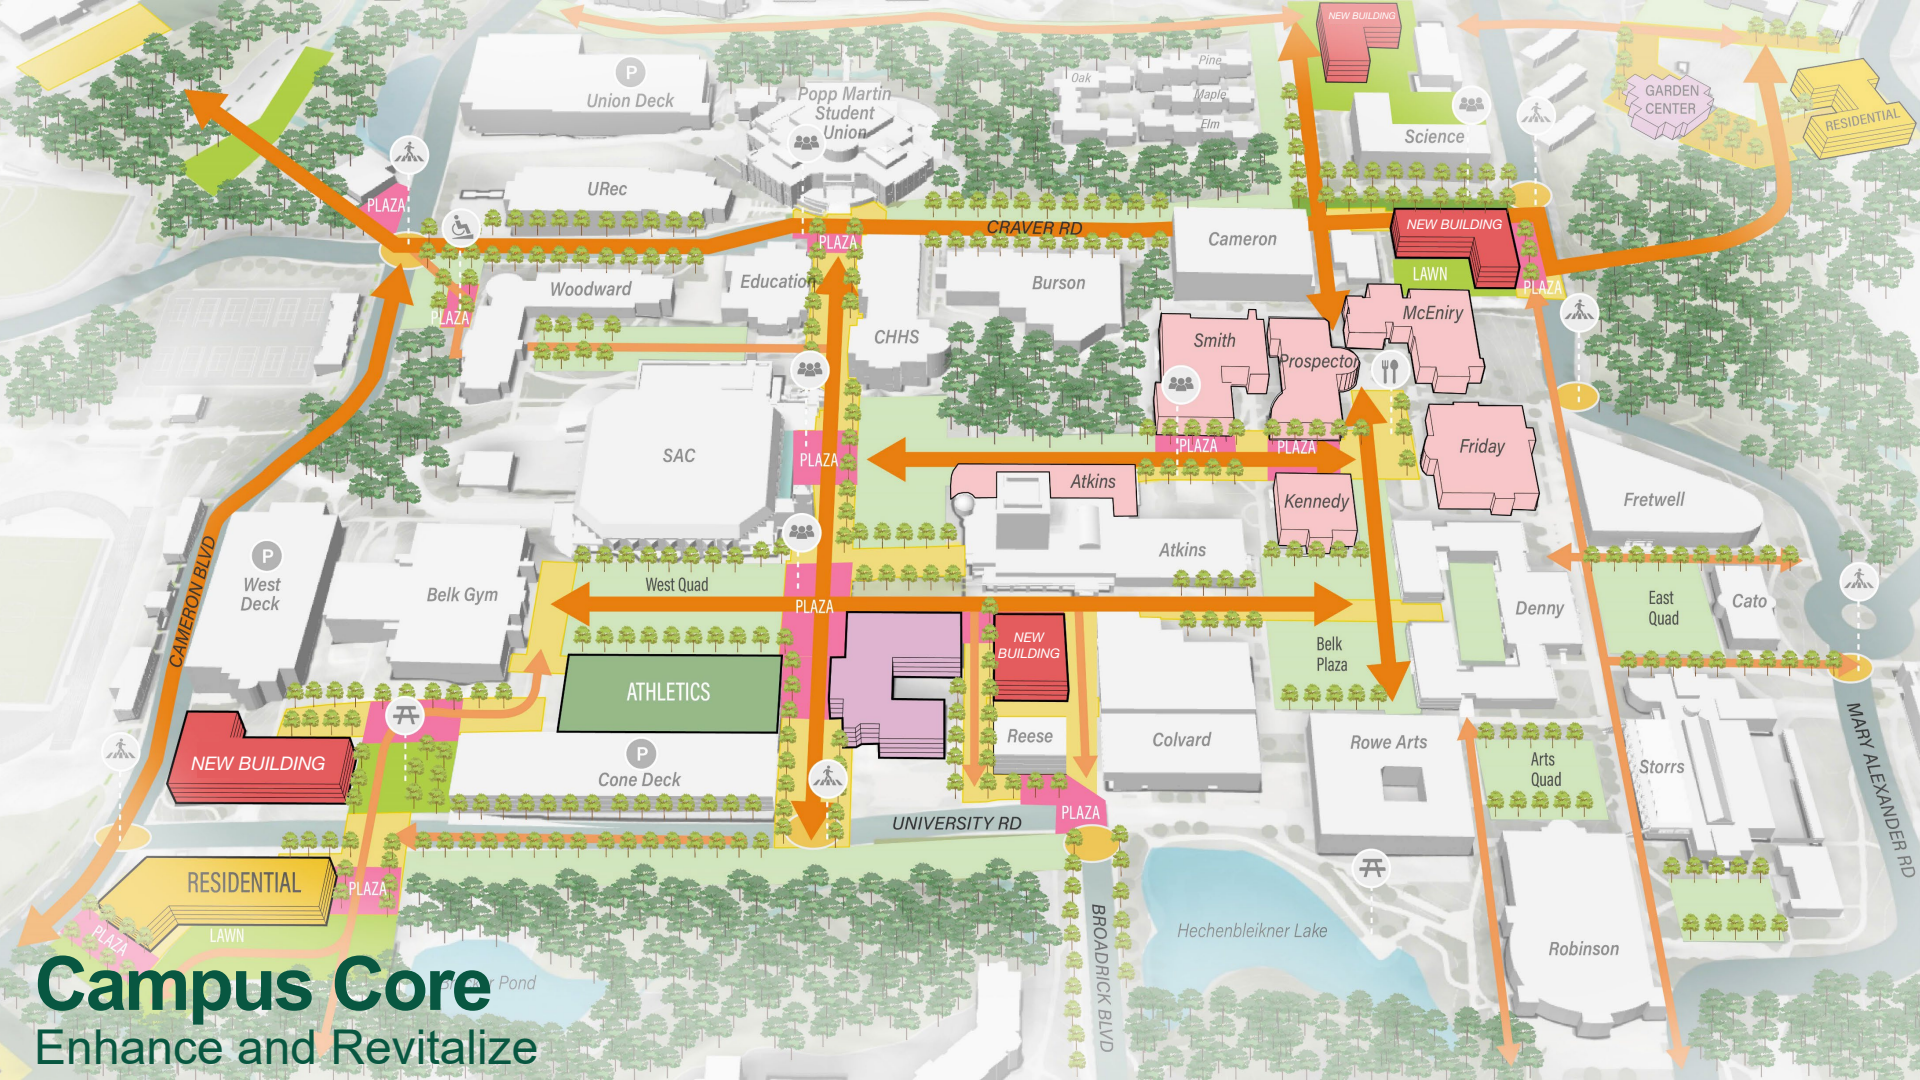 NEW BUILDING
P
Union Deck
Popp Martin
Student
Union
Oak
Pine
Maple
Elm
GARDEN
CENTER
RESIDENTIAL
Science
URec
PLAZA
NEW BUILDING
CRAVER RD
PLAZA
Cameron
LAWN
PLAZA
Education
Woodward
Burson
PLAZA
CHHS
McEniry
Smith
Prospector
SAC
PLAZA
PLAZA
PLAZA
Friday
Atkins
Kennedy
Fretwell
Atkins
P
West
Deck
CAMERON BLVD
Belk Gym
West Quad
PLAZA
NEW
BUILDING
Denny
East
Quad
Cato
Belk
Plaza
ATHLETICS
MARY ALEXANDER RD
NEW BUILDING
P
Cone Deck
Reese
Colvard
Rowe Arts
Arts
Quad
Storrs
PLAZA
UNIVERSITY RD
RESIDENTIAL
PLAZA
PLAZA
LAWN
BROADRICK BLVD
Hechenbleikner Lake
Robinson
Campus Core
Pond
Enhance and Revitalize